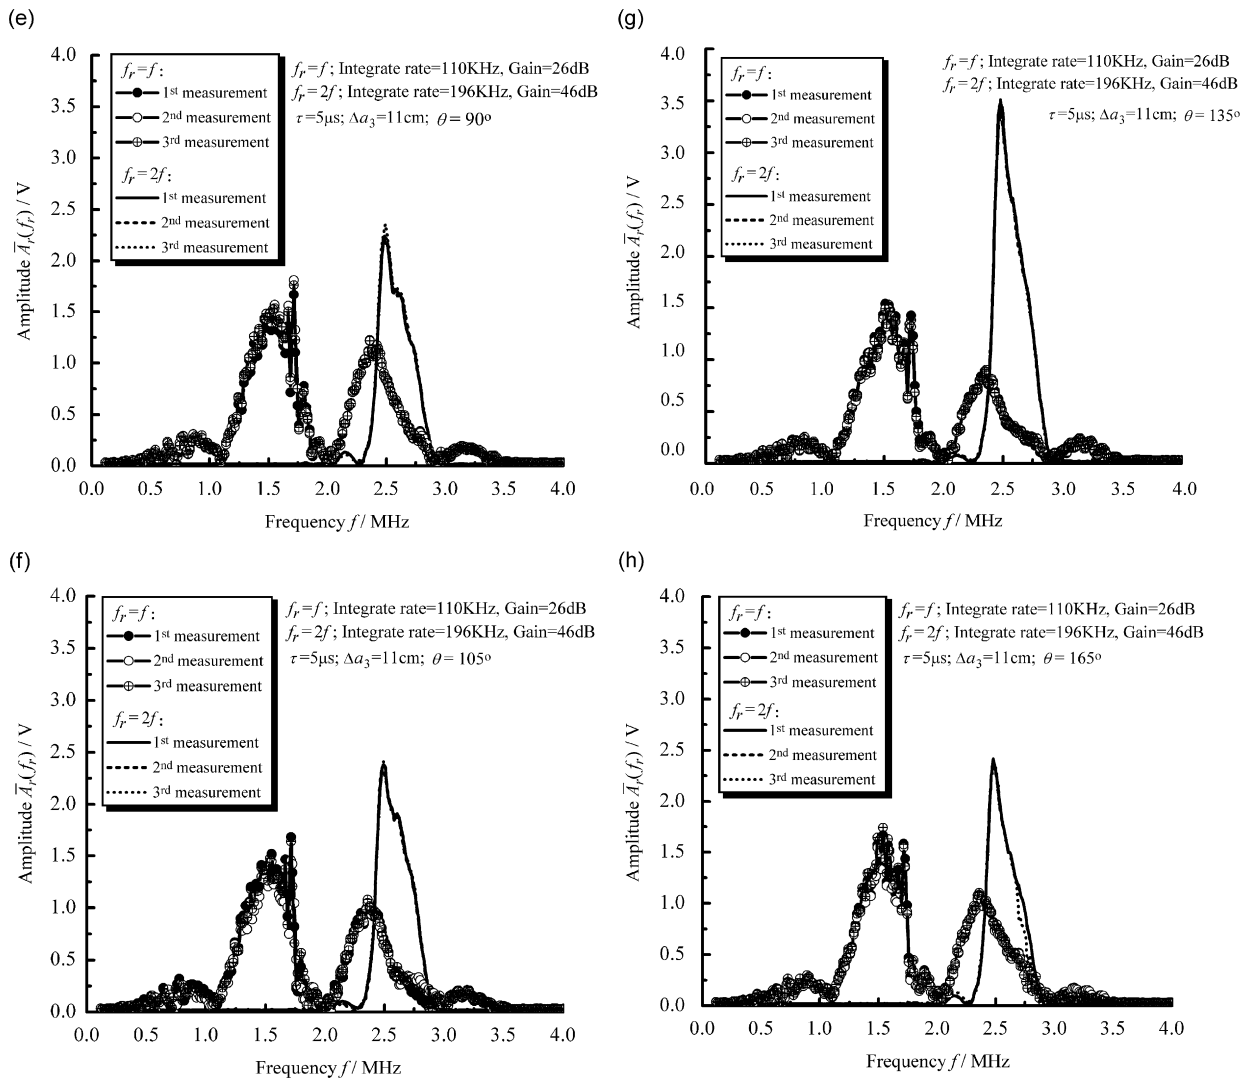 (e)
4.0
3.5
3.0
2.5
2.0
1.5
1.0
0.5
0.0
Amplitude A̅r(fr) / V
fr=f:
1st measurement
2nd measurement
3rd measurement
fr=2f:
1st measurement
2nd measurement
3rd measurement
fr=f; Integrate rate=110KHz, Gain=26dB
fr=2f; Integrate rate=196KHz, Gain=46dB
τ=5μs; Δa3=11cm; θ=90o
0.0 0.5 1.0 1.5 2.0 2.5 3.0 3.5 4.0
Frequency f / MHz
(g)
4.0
3.5
3.0
2.5
2.0
1.5
1.0
0.5
0.0
Amplitude A̅r(fr) / V
fr=f:
1st measurement
2nd measurement
3rd measurement
fr=2f:
1st measurement
2nd measurement
3rd measurement
fr=f; Integrate rate=110KHz, Gain=26dB
fr=2f; Integrate rate=196KHz, Gain=46dB
τ=5μs; Δa3=11cm; θ=135o
0.0 0.5 1.0 1.5 2.0 2.5 3.0 3.5 4.0
Frequency f / MHz
(f)
4.0
3.5
3.0
2.5
2.0
1.5
1.0
0.5
0.0
Amplitude A̅r(fr) / V
fr=f:
1st measurement
2nd measurement
3rd measurement
fr=2f:
1st measurement
2nd measurement
3rd measurement
fr=f; Integrate rate=110KHz, Gain=26dB
fr=2f; Integrate rate=196KHz, Gain=46dB
τ=5μs; Δa3=11cm; θ=105o
0.0 0.5 1.0 1.5 2.0 2.5 3.0 3.5 4.0
Frequency f / MHz
(h)
4.0
3.5
3.0
2.5
2.0
1.5
1.0
0.5
0.0
Amplitude A̅r(fr) / V
fr=f:
1st measurement
2nd measurement
3rd measurement
fr=2f:
1st measurement
2nd measurement
3rd measurement
fr=f; Integrate rate=110KHz, Gain=26dB
fr=2f; Integrate rate=196KHz, Gain=46dB
τ=5μs; Δa3=11cm; θ=165o
0.0 0.5 1.0 1.5 2.0 2.5 3.0 3.5 4.0
Frequency f / MHz